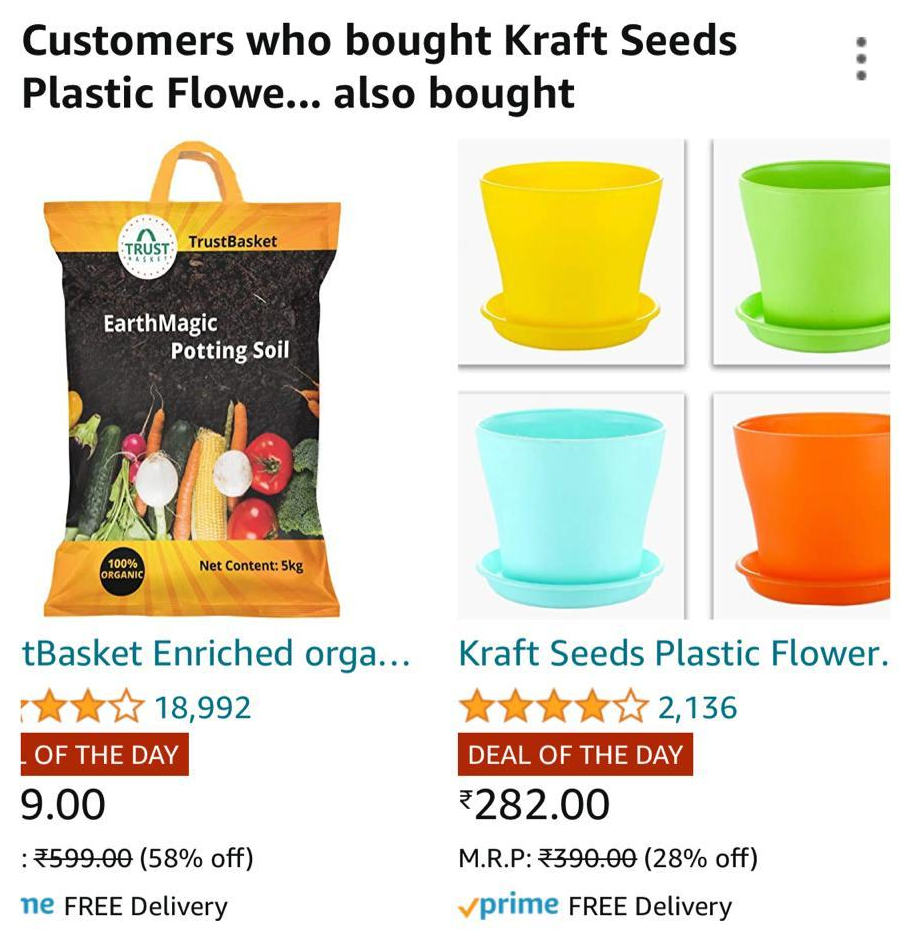 Customers who bought Kraft Seeds
Plastic Flowe... also bought
TRUST
BASKET
TrustBasket
EarthMagic
Potting Soil
100%
ORGANIC
Net Content: 5kg
tBasket Enriched orga...
18,992
OF THE DAY
9.00
: ₹599.00 (58% off)
me FREE Delivery
Kraft Seeds Plastic Flower.
2,136
DEAL OF THE DAY
₹282.00
M.R.P: ₹390.00 (28% off)
prime FREE Delivery